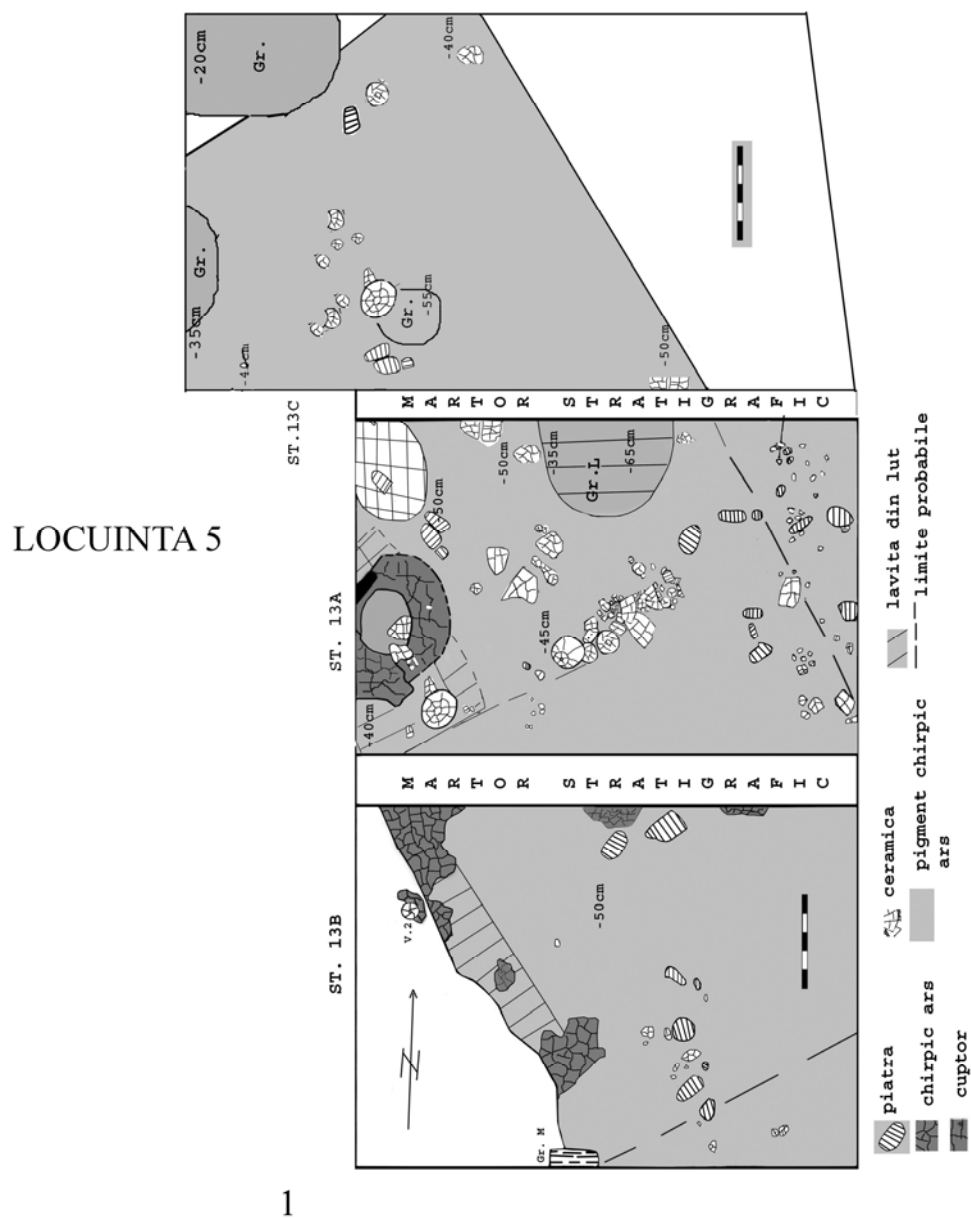 -20cm
Gr.
-40cm
-35cm
Gr.
-40cm
Gr.
-55cm
-50cm
ST.13C
MARTOR STRATIGRAFIC
LOCUINTA 5
ST. 13A
-50cm
-50cm
-35cm
Gr.L
-65cm
-45cm
-40cm
MARTOR STRATIGRAFIC
ST. 13B
V.2
-50cm
N
Gr. M
piatra
chirpic ars
cuptor
ceramica
pigment chirpic
ars
lavita din lut
limite probabile
1